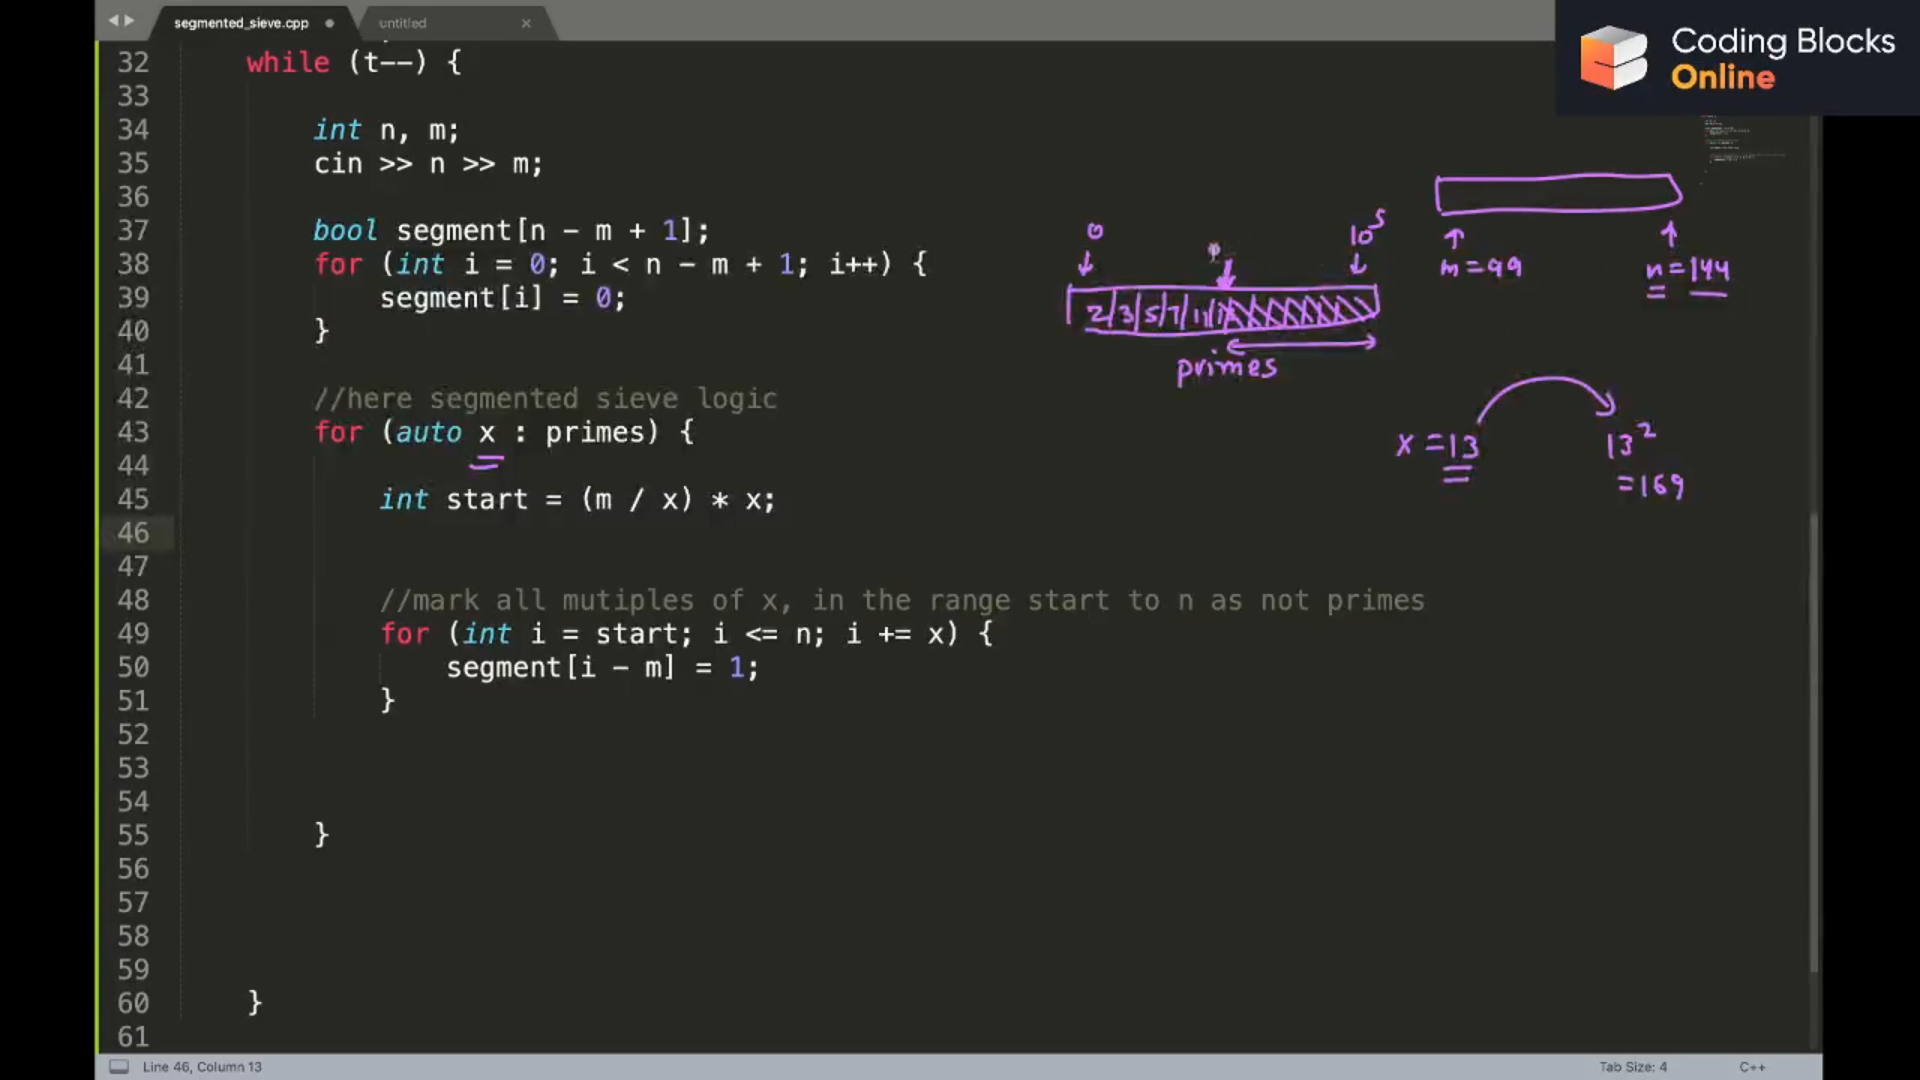 segmented_sieve.cpp
untitled
Coding Blocks
Online
32 while (t--) {
33
34 int n, m;
35 cin >> n >> m;
36
37 bool segment[n - m + 1];
38 for (int i = 0; i < n - m + 1; i++) {
39 segment[i] = 0;
40 }
41
42 //here segmented sieve logic
43 for (auto x : primes) {
44
45 int start = (m / x) * x;
46
47
48 //mark all mutiples of x, in the range start to n as not primes
49 for (int i = start; i <= n; i += x) {
50 segment[i - m] = 1;
51 }
52
53
54
55 }
56
57
58
59
60 }
61
0
10^5
2 3 5 7 11
primes
m=99
n=144
x=13
13^2
=169
Line 46, Column 13
Tab Size: 4
C++